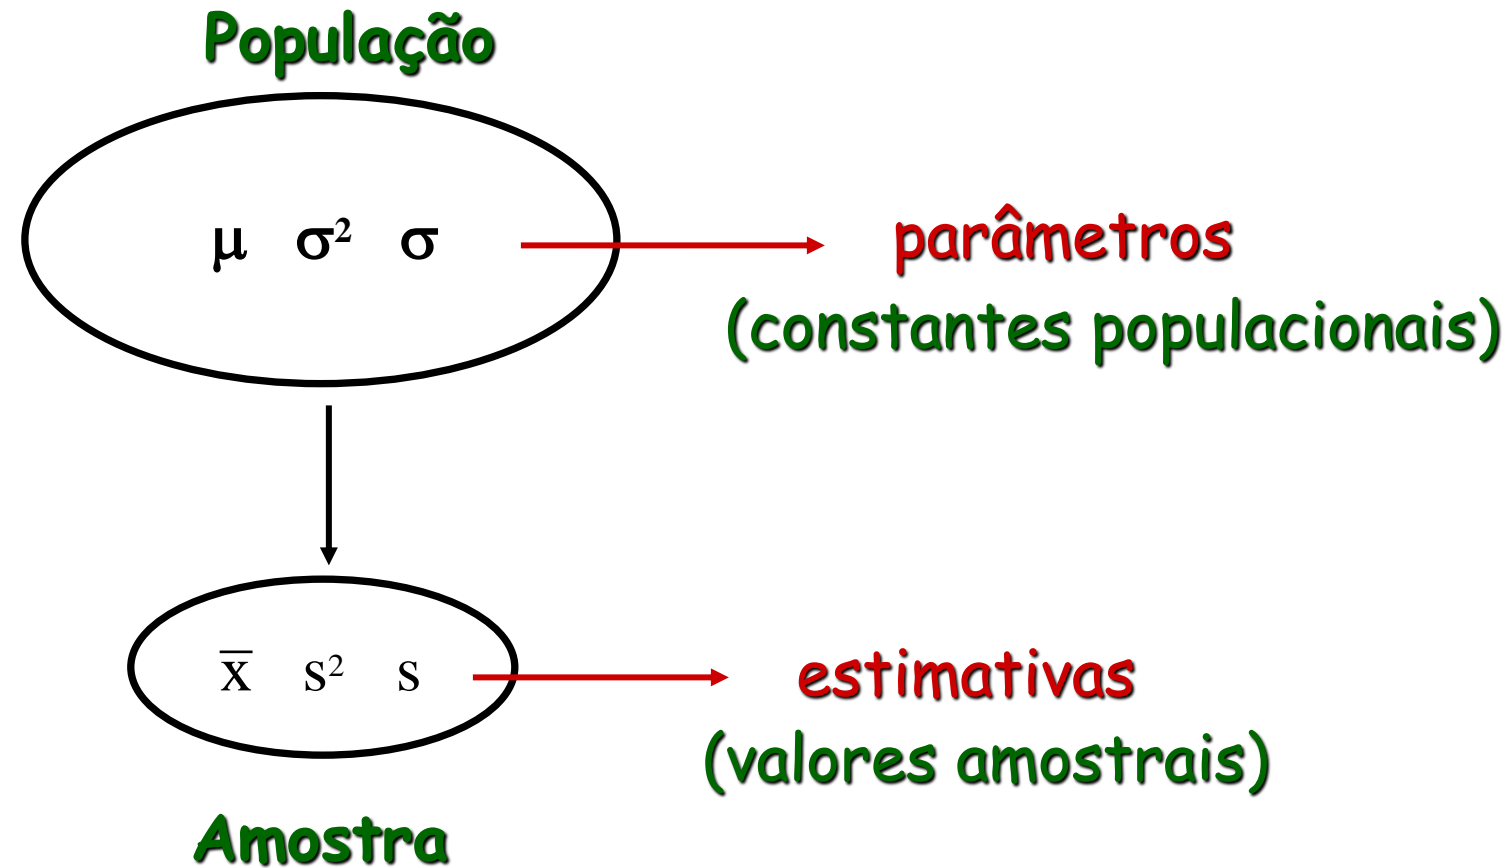 População
μ σ² σ
parâmetros
(constantes populacionais)
x̅ s² s
estimativas
(valores amostrais)
Amostra